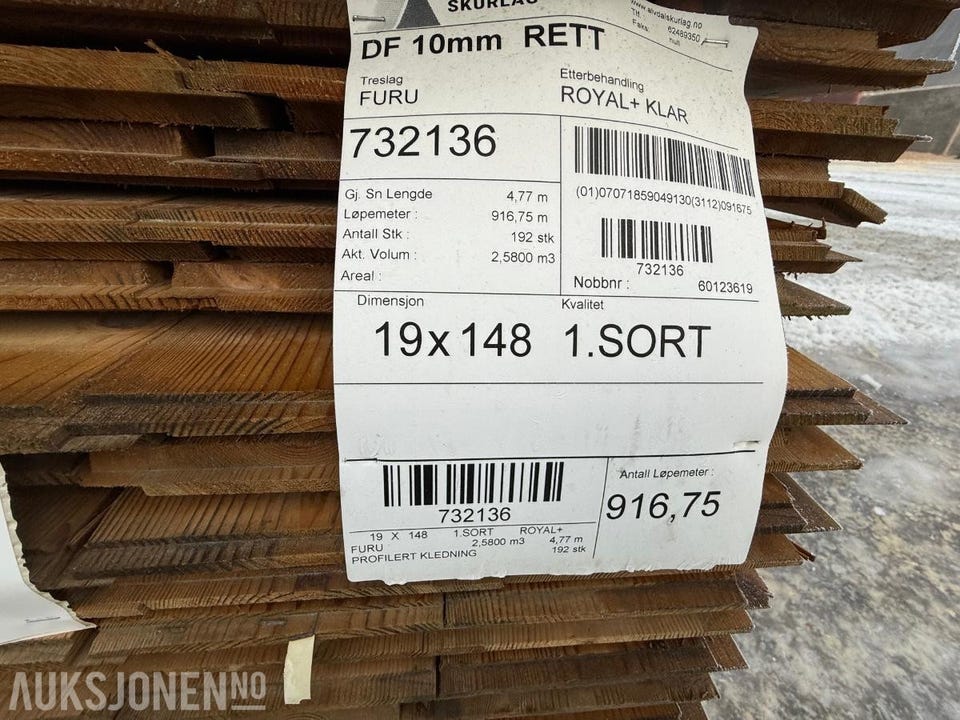 SKURLAG
www.alvdalskurlag.no
Tlf. 62489350
Faks: null
DF 10mm RETT
Treslag
FURU
Etterbehandling
ROYAL+ KLAR
732136
(01)07071859049130(3112)091675
Gj. Sn Lengde 4,77 m
Løpemeter : 916,75 m
Antall Stk : 192 stk
Akt. Volum : 2,5800 m3
Areal :
732136
Nobbnr : 60123619
Dimensjon
19x148
Kvalitet
1.SORT
732136
19 X 148 1.SORT ROYAL+
FURU 2,5800 m3 4,77 m
PROFILERT KLEDNING 192 stk
Antall Løpemeter :
916,75
AUKSJONEN NO